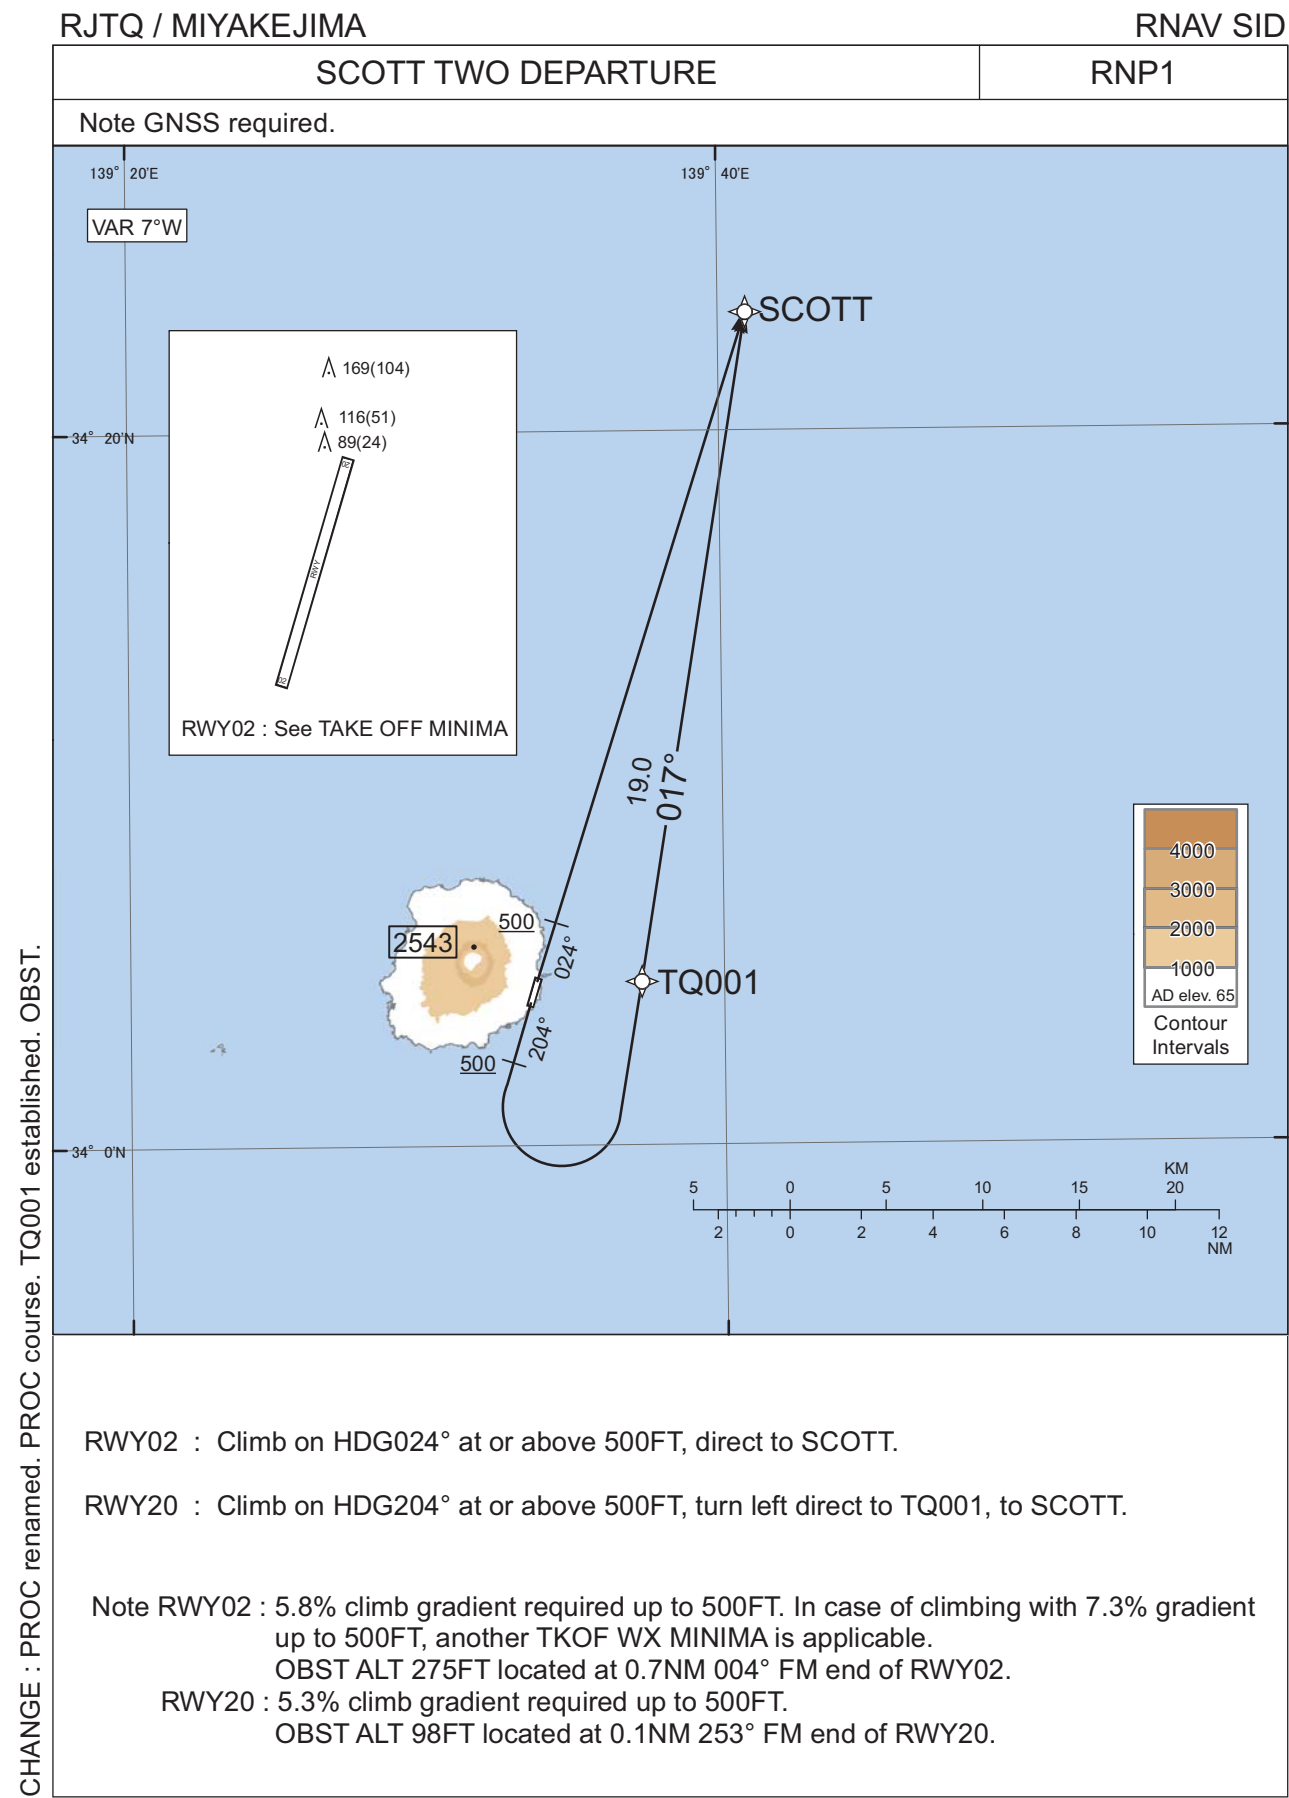 RJTQ / MIYAKEJIMA
RNAV SID
SCOTT TWO DEPARTURE
RNP1
Note GNSS required.
139° 20'E
139° 40'E
VAR 7°W
SCOTT
169(104)
116(51)
89(24)
34° 20'N
20
RWY
02
RWY02 : See TAKE OFF MINIMA
19.0
017°
4000
3000
2000
1000
AD elev. 65
Contour
Intervals
500
2543
024°
TQ001
204°
500
34° 0'N
KM
5 0 5 10 15 20
2 0 2 4 6 8 10 12
NM
RWY02 : Climb on HDG024° at or above 500FT, direct to SCOTT.
RWY20 : Climb on HDG204° at or above 500FT, turn left direct to TQ001, to SCOTT.
Note RWY02 : 5.8% climb gradient required up to 500FT. In case of climbing with 7.3% gradient
up to 500FT, another TKOF WX MINIMA is applicable.
OBST ALT 275FT located at 0.7NM 004° FM end of RWY02.
RWY20 : 5.3% climb gradient required up to 500FT.
OBST ALT 98FT located at 0.1NM 253° FM end of RWY20.
CHANGE : PROC renamed. PROC course. TQ001 established. OBST.